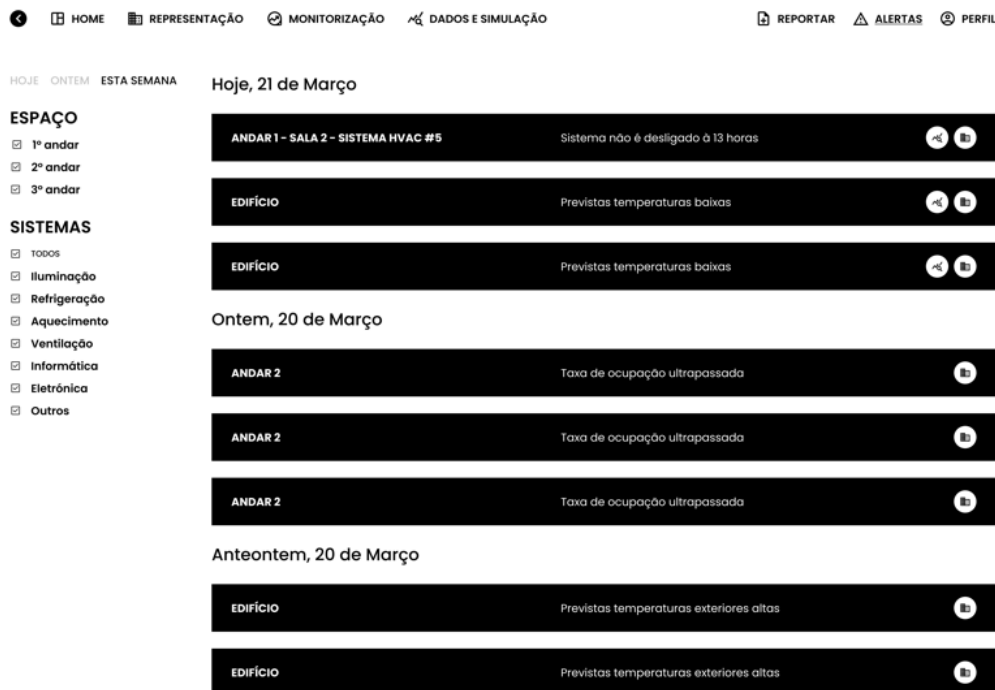 HOME REPRESENTAÇÃO MONITORIZAÇÃO DADOS E SIMULAÇÃO REPORTAR ALERTAS PERFIL
HOJE ONTEM ESTA SEMANA
ESPAÇO
1º andar
2º andar
3º andar
SISTEMAS
TODOS
Iluminação
Refrigeração
Aquecimento
Ventilação
Informática
Eletrónica
Outros
Hoje, 21 de Março
ANDAR 1 - SALA 2 - SISTEMA HVAC #5 Sistema não é desligado à 13 horas
EDIFÍCIO Previstas temperaturas baixas
EDIFÍCIO Previstas temperaturas baixas
Ontem, 20 de Março
ANDAR 2 Taxa de ocupação ultrapassada
ANDAR 2 Taxa de ocupação ultrapassada
ANDAR 2 Taxa de ocupação ultrapassada
Anteontem, 20 de Março
EDIFÍCIO Previstas temperaturas exteriores altas
EDIFÍCIO Previstas temperaturas exteriores altas